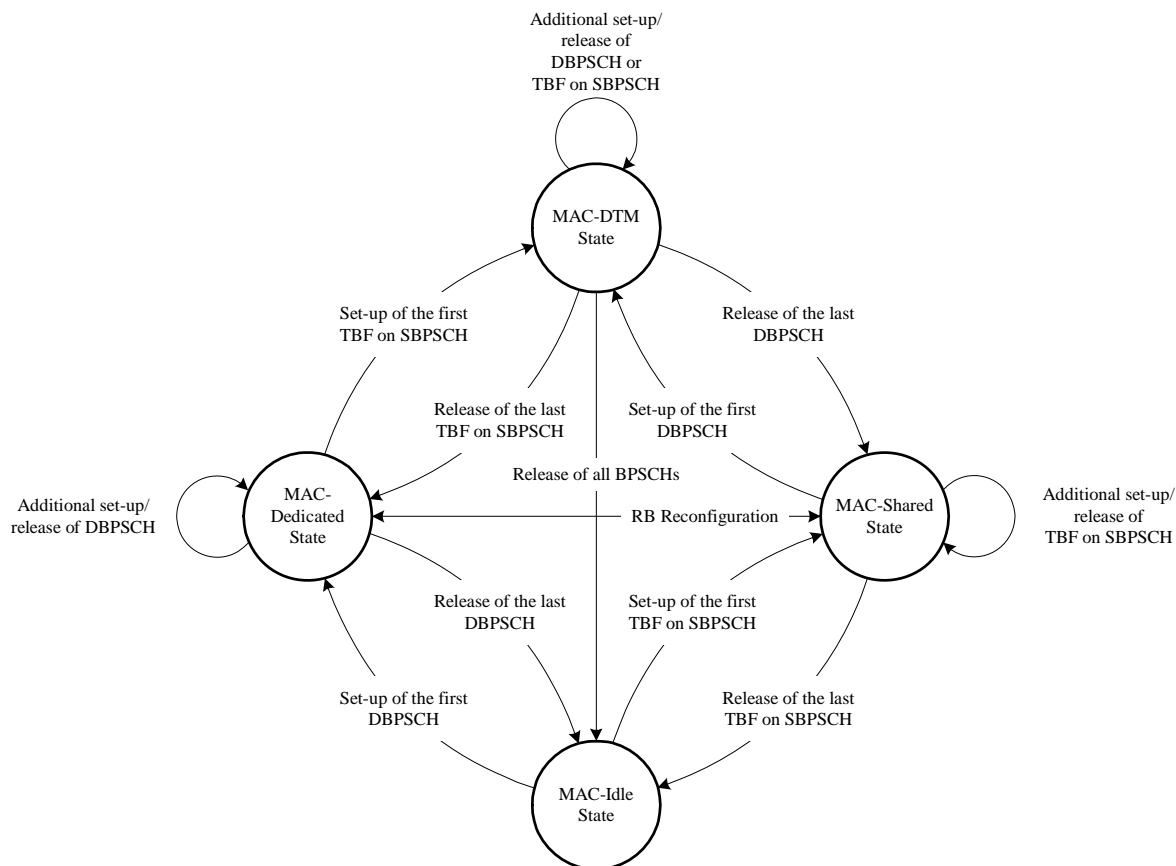 Additional set-up/
release of
DBPSCH or
TBF on SBPSCH
MAC-DTM
State
Set-up of the first
TBF on SBPSCH
Release of the last
DBPSCH
Release of the last
TBF on SBPSCH
Set-up of the first
DBPSCH
Release of all BPSCHs
Additional set-up/
release of DBPSCH
MAC-
Dedicated
State
RB Reconfiguration
MAC-Shared
State
Additional set-up/
release of
TBF on SBPSCH
Release of the last
DBPSCH
Set-up of the first
TBF on SBPSCH
Set-up of the first
DBPSCH
Release of the last
TBF on SBPSCH
MAC-Idle
State